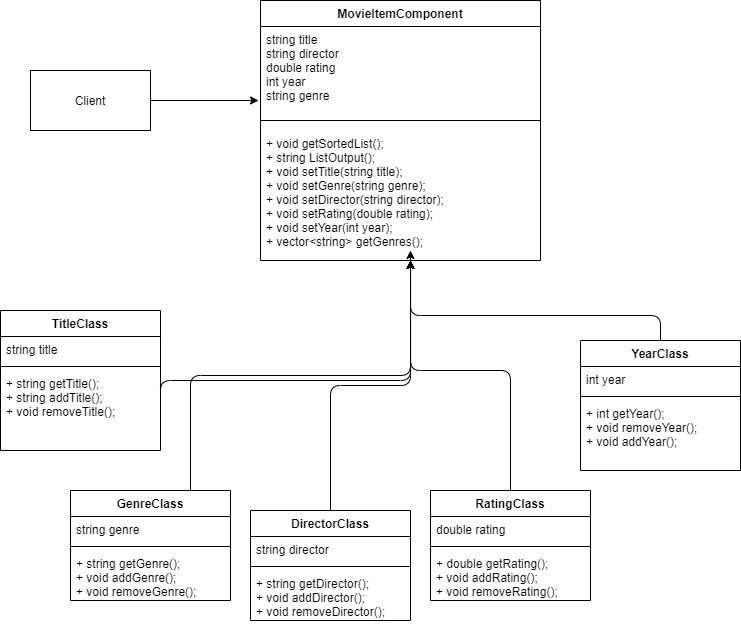 MovieItemComponent
string title
string director
double rating
int year
string genre
Client
+ void getSortedList();
+ string ListOutput();
+ void setTitle(string title);
+ void setGenre(string genre);
+ void setDirector(string director);
+ void setRating(double rating);
+ void setYear(int year);
+ vector<string> getGenres();
TitleClass
string title
+ string getTitle();
+ string addTitle();
+ void removeTitle();
YearClass
int year
+ int getYear();
+ void removeYear();
+ void addYear();
GenreClass
string genre
+ string getGenre();
+ void addGenre();
+ void removeGenre();
DirectorClass
string director
+ string getDirector();
+ void addDirector();
+ void removeDirector();
RatingClass
double rating
+ double getRating();
+ void addRating();
+ void removeRating();